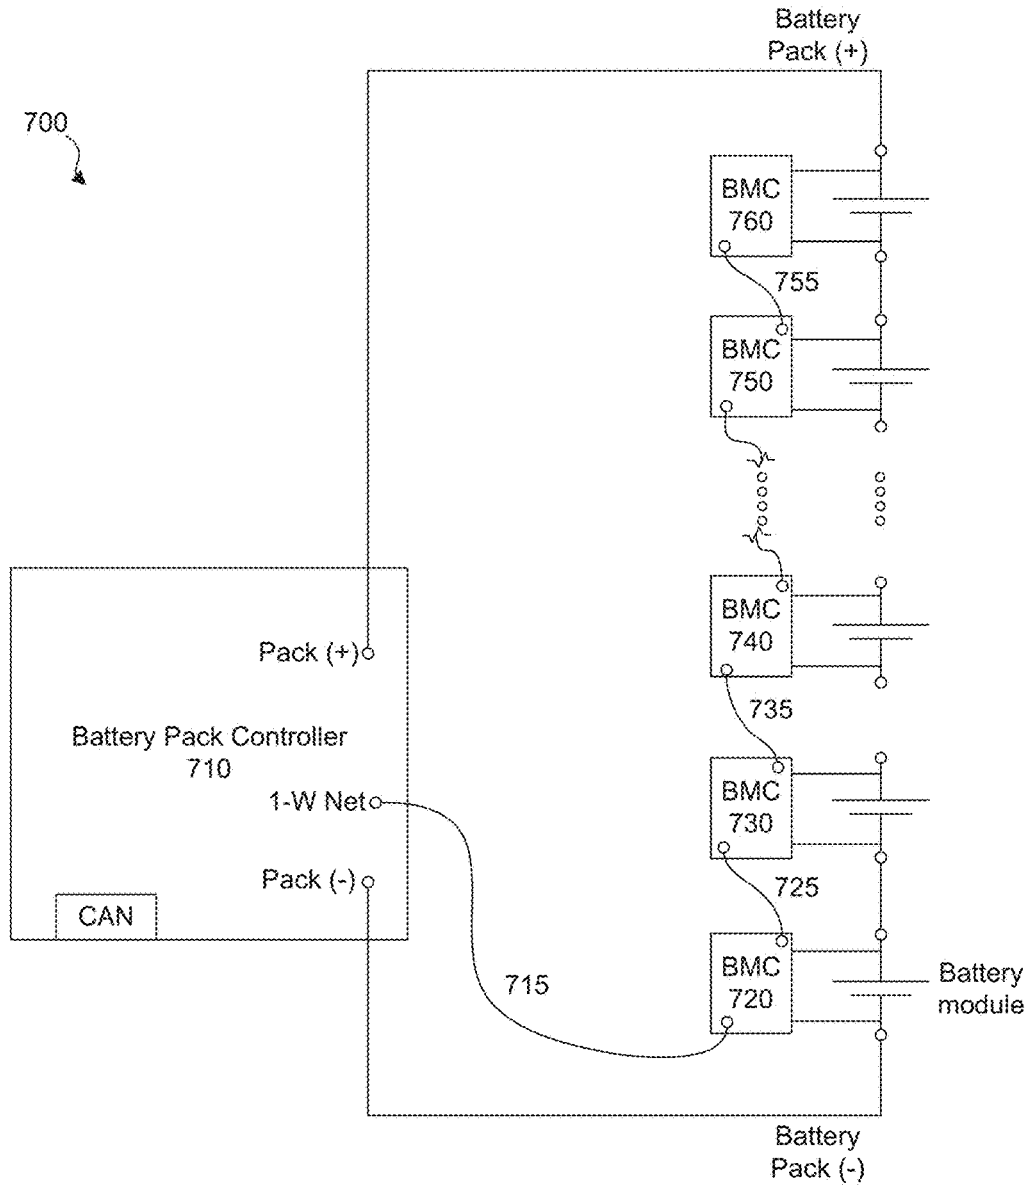 Battery
Pack (+)
700
BMC
760
755
BMC
750
BMC
740
Pack (+)
735
Battery Pack Controller
710
BMC
730
1-W Net
Pack (-)
725
CAN
BMC
720
Battery
module
715
Battery
Pack (-)